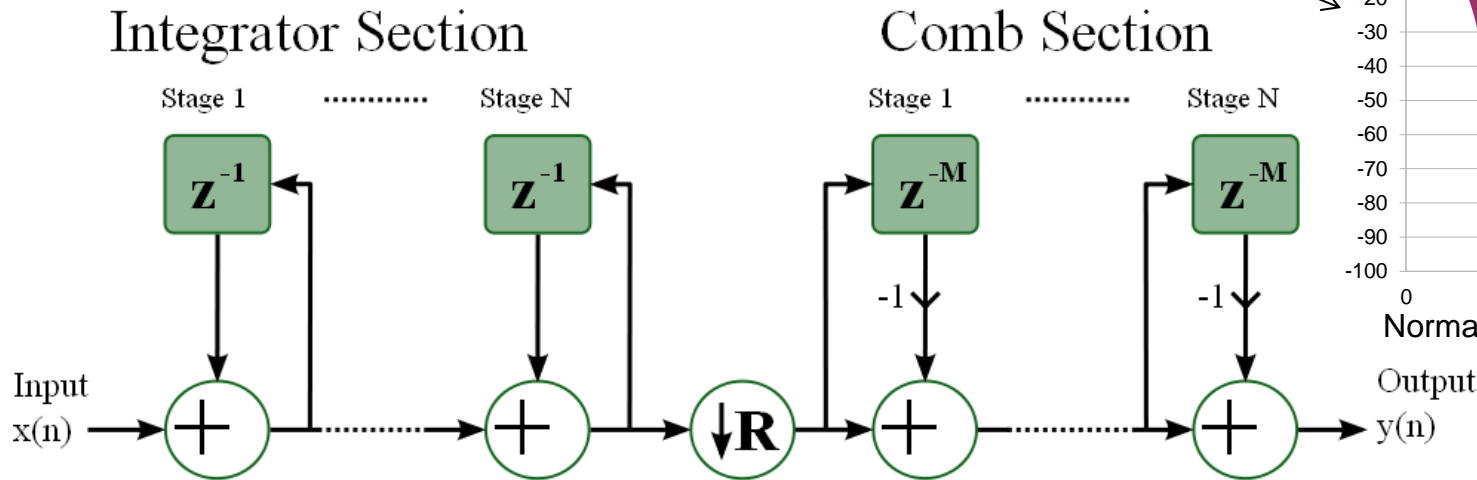 Integrator Section
Comb Section
Stage 1
Stage N
Stage 1
Stage N
z⁻¹
z⁻¹
z⁻ᴹ
z⁻ᴹ
-1
-1
Input
x(n)
+
+
↓R
+
+
Output
y(n)
-30
-40
-50
-60
-70
-80
-90
-100
0